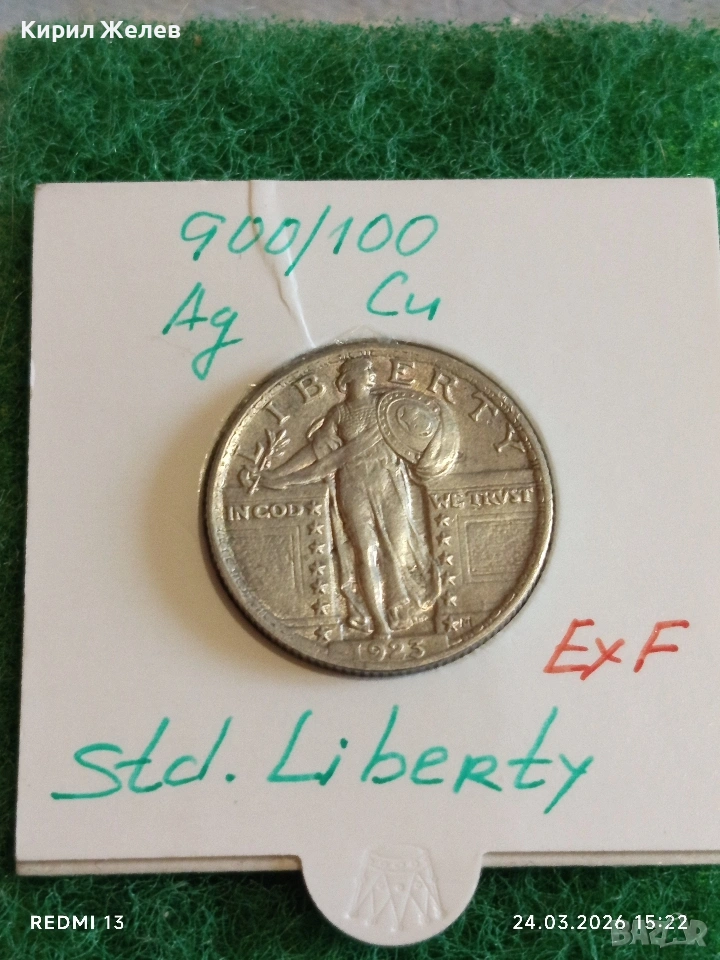 Кирил Желев
900/100
Ag Cu
LIBERTY
IN GOD WE TRUST
1923
ExF
Std. Liberty
REDMI 13
24.03.2026 15:22
BAZAR